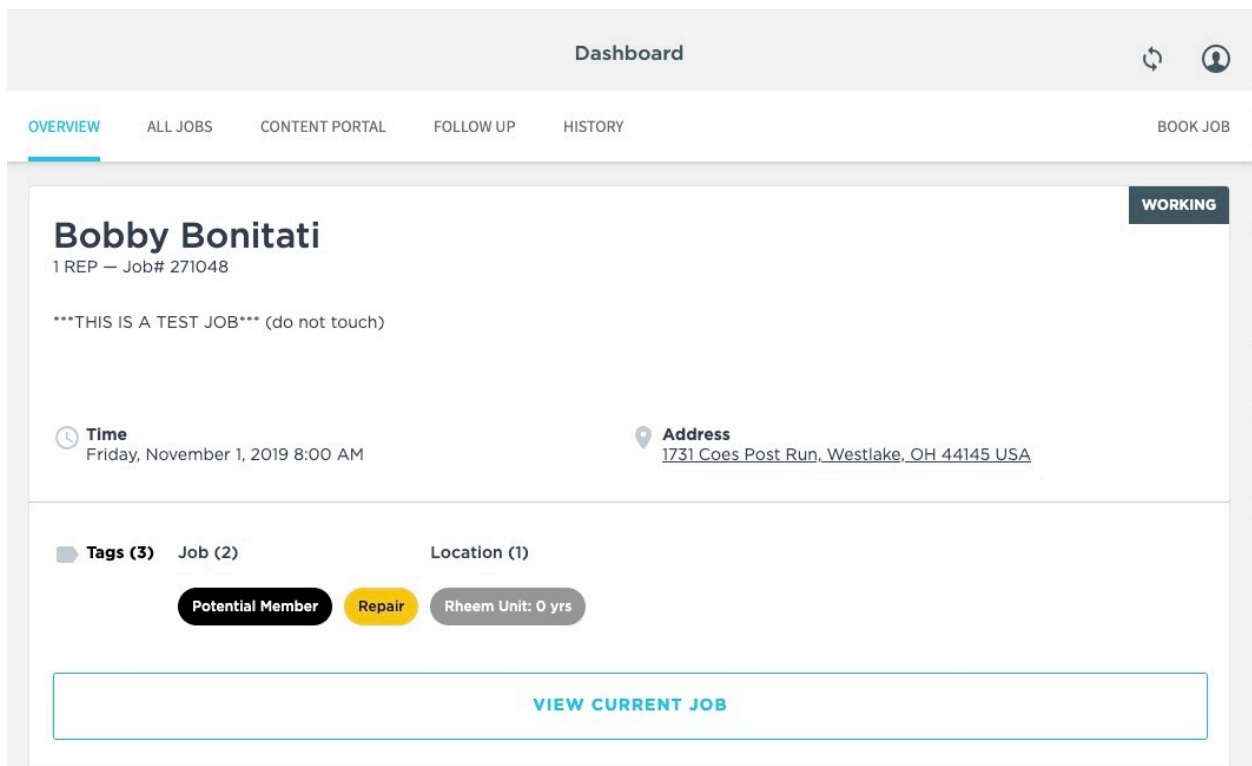 Dashboard
OVERVIEW ALL JOBS CONTENT PORTAL FOLLOW UP HISTORY BOOK JOB
WORKING
Bobby Bonitati
1 REP — Job# 271048
***THIS IS A TEST JOB*** (do not touch)
Time
Friday, November 1, 2019 8:00 AM
Address
1731 Coes Post Run, Westlake, OH 44145 USA
Tags (3) Job (2) Location (1)
Potential Member Repair Rheem Unit: 0 yrs
VIEW CURRENT JOB